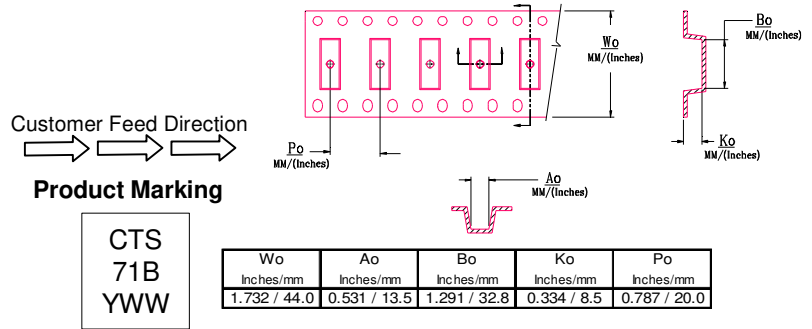 Wo
MM/(Inches)
Bo
MM/(Inches)
Customer Feed Direction
Po
MM/(Inches)
Ko
MM/(Inches)
Ao
MM/(Inches)
Product Marking
CTS
71B
YWW
Wo Ao Bo Ko Po
Inches/mm Inches/mm Inches/mm Inches/mm Inches/mm
1.732 / 44.0 0.531 / 13.5 1.291 / 32.8 0.334 / 8.5 0.787 / 20.0